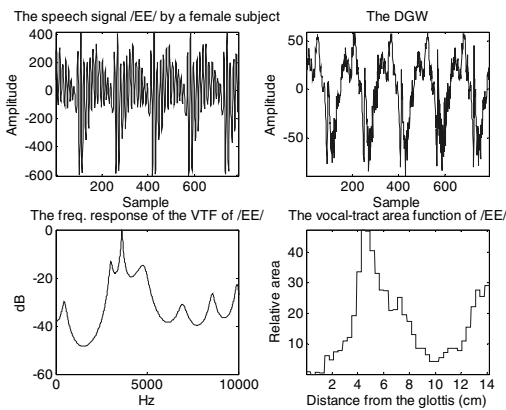 The speech signal /EE/ by a female subject
400
200
0
-200
-400
-600
Amplitude
200 400 600
Sample
The DGW
50
0
-50
Amplitude
200 400 600
Sample
The freq. response of the VTF of /EE/
0
-20
-40
-60
dB
0 5000 10000
Hz
The vocal-tract area function of /EE/
40
30
20
10
Relative area
2 4 6 8 10 12 14
Distance from the glottis (cm)